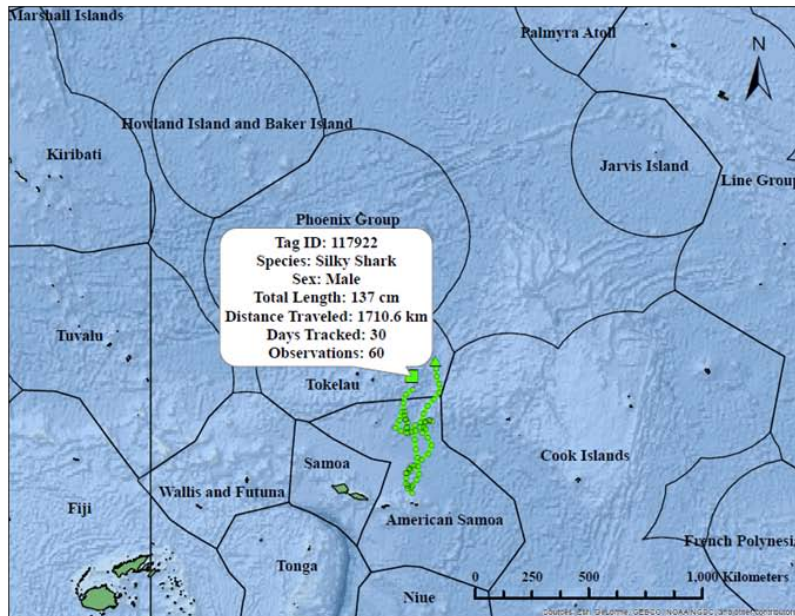 Marshall Islands
Palmyra Atoll
N
Howland Island and Baker Island
Kiribati
Jarvis Island
Line Group
Phoenix Group
Tag ID: 117922
Species: Silky Shark
Sex: Male
Total Length: 137 cm
Distance Traveled: 1710.6 km
Days Tracked: 30
Observations: 60
Tuvalu
Tokelau
Cook Islands
Samoa
Wallis and Futuna
Fiji
American Samoa
French Polynesi
Tonga
Niue
0 250 500 1,000 Kilometers